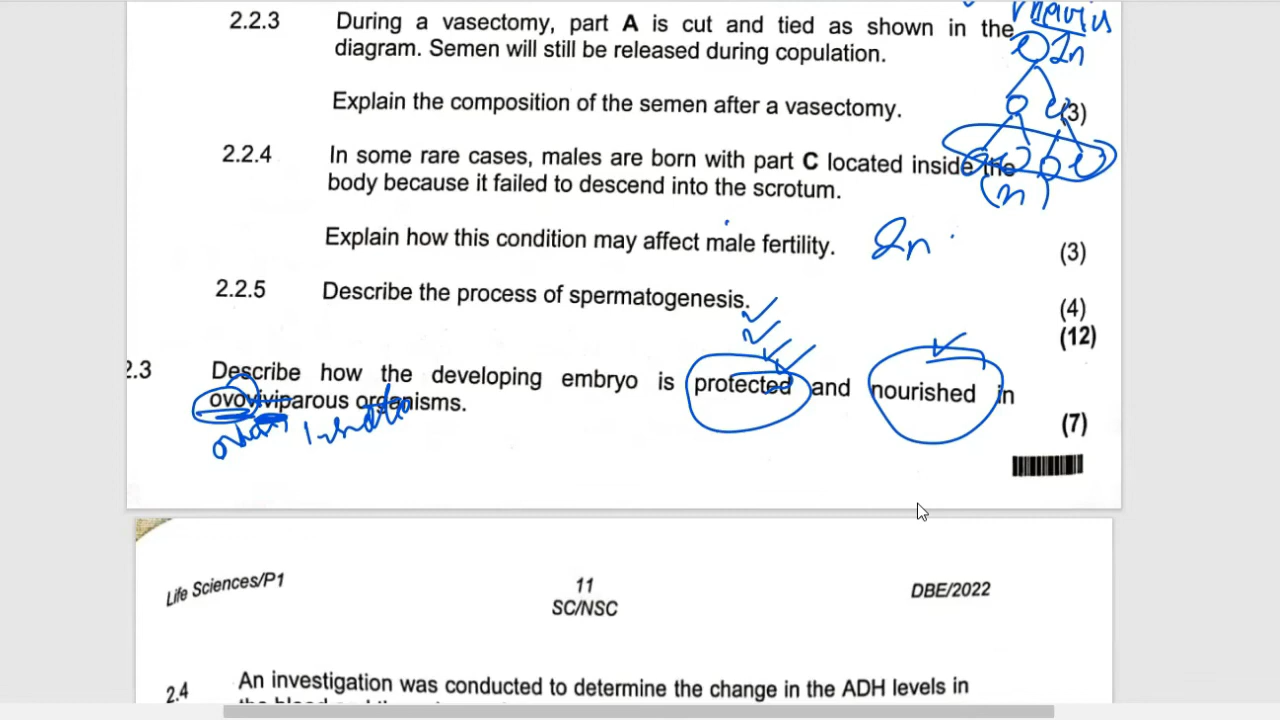 2.2.3 During a vasectomy, part A is cut and tied as shown in the
diagram. Semen will still be released during copulation.
2n
Explain the composition of the semen after a vasectomy. (3)
2.2.4 In some rare cases, males are born with part C located inside the
body because it failed to descend into the scrotum.
(n)
Explain how this condition may affect male fertility. 2n (3)
2.2.5 Describe the process of spermatogenesis. (4)
(12)
2.3 Describe how the developing embryo is protected and nourished in
ovoviviparous organisms. (7)
Life Sciences/P1 11 DBE/2022
SC/NSC
2.4 An investigation was conducted to determine the change in the ADH levels in